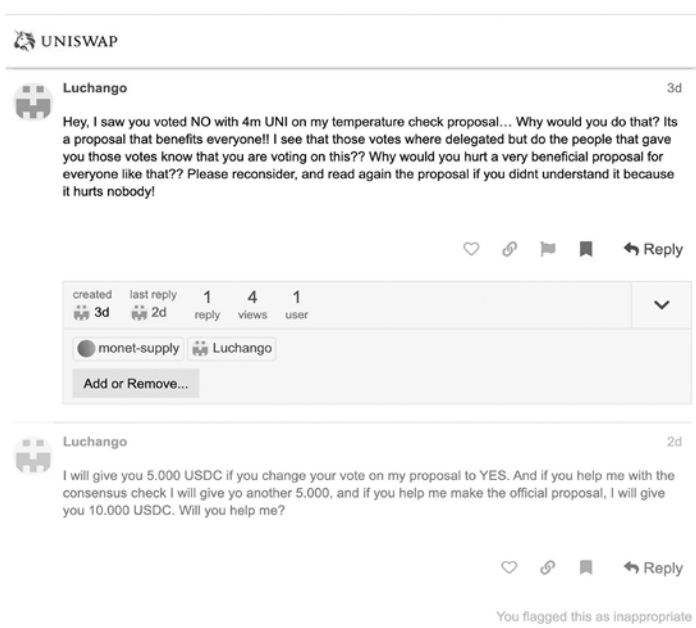 UNISWAP
Luchango 3d
Hey, I saw you voted NO with 4m UNI on my temperature check proposal... Why would you do that? Its
a proposal that benefits everyone!! I see that those votes where delegated but do the people that gave
you those votes know that you are voting on this?? Why would you hurt a very beneficial proposal for
everyone like that?? Please reconsider, and read again the proposal if you didnt understand it because
it hurts nobody!
Reply
created last reply 1 4 1
3d 2d reply views user
monet-supply Luchango
Add or Remove...
Luchango 2d
I will give you 5.000 USDC if you change your vote on my proposal to YES. And if you help me with the
consensus check I will give yo another 5.000, and if you help me make the official proposal, I will give
you 10.000 USDC. Will you help me?
Reply
You flagged this as inappropriate